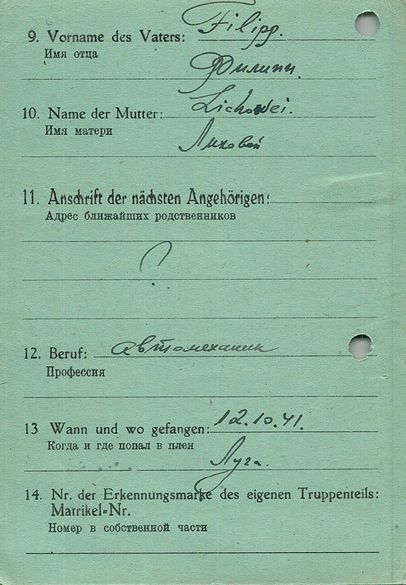 9. Vorname des Vaters: Filipp.
Имя отца
Филипп.
10. Name der Mutter: Lichowei.
Имя матери
Лиховой
11. Anschrift der nächsten Angehörigen:
Адрес ближайших родственников
12. Beruf: автомеханик
Профессия
13 Wann und wo gefangen: 12.10.41.
Когда и где попал в плен
Луга.
14. Nr. der Erkennungsmarke des eigenen Truppenteils:
Matrikel=Nr.
Номер в собственной части